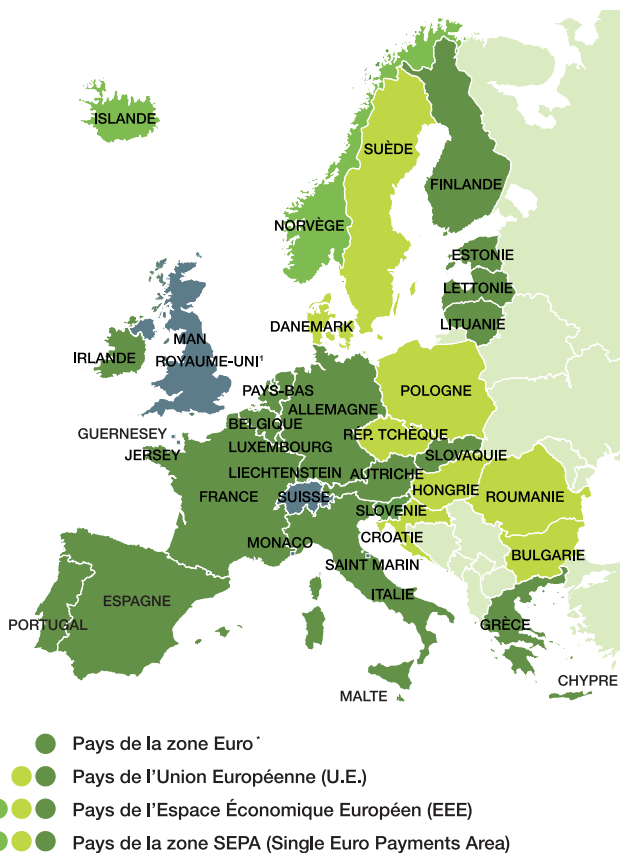 ISLANDE
SUÈDE
FINLANDE
NORVÈGE
ESTONIE
LETTONIE
LITUANIE
DANEMARK
MAN
IRLANDE
ROYAUME-UNI¹
PAYS-BAS
POLOGNE
ALLEMAGNE
BELGIQUE
GUERNESEY
RÉP. TCHÈQUE
JERSEY
LUXEMBOURG
SLOVAQUIE
LIECHTENSTEIN
AUTRICHE
FRANCE
SUISSE
HONGRIE
ROUMANIE
SLOVENIE
CROATIE
MONACO
BULGARIE
SAINT MARIN
ESPAGNE
ITALIE
PORTUGAL
GRÈCE
CHYPRE
MALTE
Pays de la zone Euro*
Pays de l'Union Européenne (U.E.)
Pays de l'Espace Économique Européen (EEE)
Pays de la zone SEPA (Single Euro Payments Area)